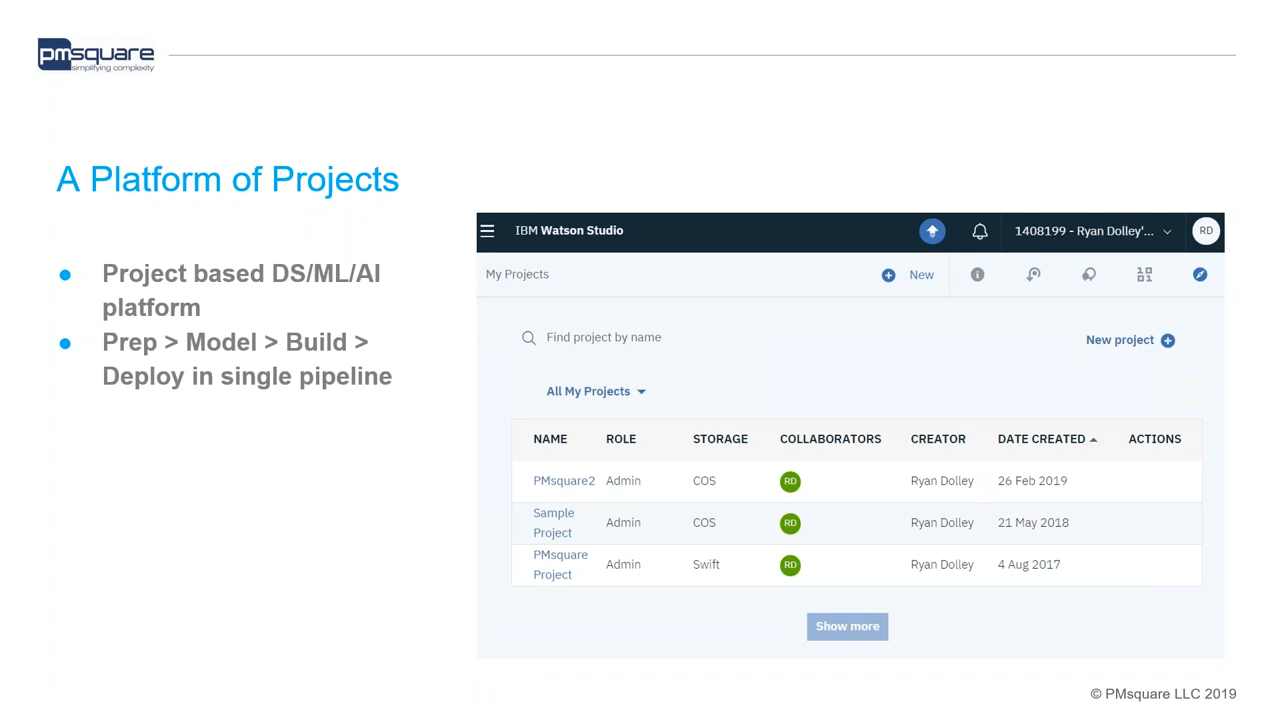 pmsquare
simplifying complexity
A Platform of Projects
● Project based DS/ML/AI
platform
● Prep > Model > Build >
Deploy in single pipeline
IBM Watson Studio
1408199 - Ryan Dolley'...
RD
My Projects
New
Find project by name
New project
All My Projects
NAME ROLE STORAGE COLLABORATORS CREATOR DATE CREATED ACTIONS
PMsquare2 Admin COS RD Ryan Dolley 26 Feb 2019
Sample
Project Admin COS RD Ryan Dolley 21 May 2018
PMsquare
Project Admin Swift RD Ryan Dolley 4 Aug 2017
Show more
© PMsquare LLC 2019